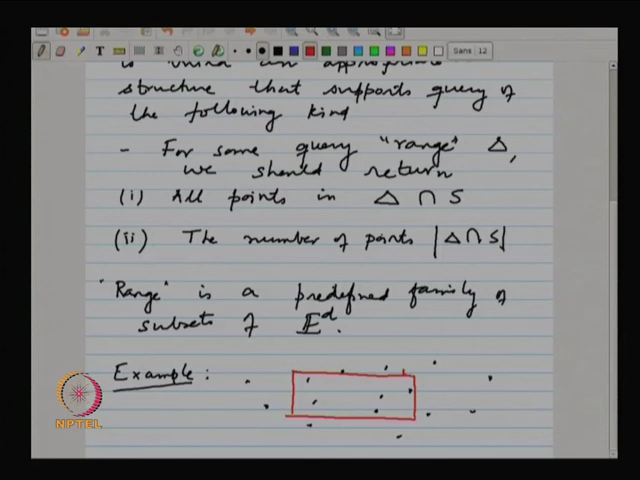 structure that supports query of
the following kind
- For some query "range" Δ,
we should return
(i) All points in Δ ∩ S
(ii) The number of points |Δ∩S|
"Range" is a predefined family of
subsets of E^d.
Example:
NPTEL
Sans 12